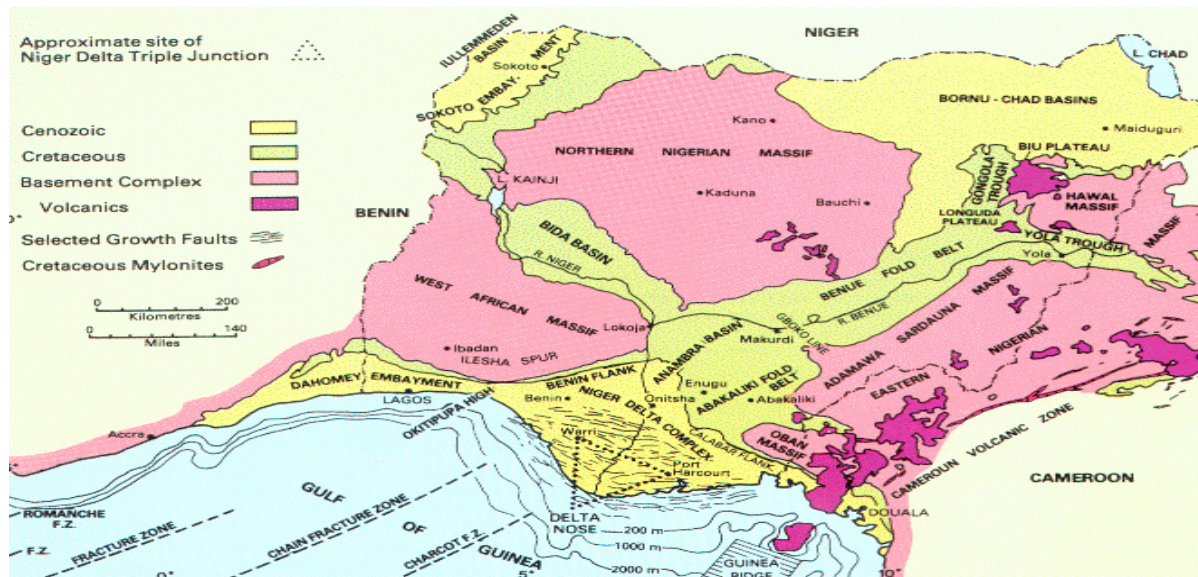 Approximate site of
Niger Delta Triple Junction
Cenozoic
Cretaceous
Basement Complex
Volcanics
Selected Growth Faults
Cretaceous Mylonites
0 200
Kilometres
0 140
Miles
IULLEMMEDEN
BASIN
SOKOTO EMBAYMENT
Sokoto
NIGER
L. CHAD
BORNU - CHAD BASINS
Maiduguri
Kano
NORTHERN NIGERIAN MASSIF
Kaduna
Bauchi
BIU PLATEAU
GONGOLA
TROUGH
HAWAL
MASSIF
LONGUDA
PLATEAU
YOLA TROUGH
Yola
MASSIF
L. KAINJI
BENIN
BIDA BASIN
R. NIGER
BENUE FOLD BELT
R. BENUE
GBOKO LINE
WEST AFRICAN MASSIF
Lokoja
Makurdi
Ibadan
ILESHA SPUR
ANAMBRA BASIN
ADAMAWA SARDAUNA MASSIF
EASTERN NIGERIAN
DAHOMEY EMBAYMENT
BENIN FLANK
Enugu
ABAKALIKI FOLD
BELT
Abakaliki
LAGOS
Benin
Onitsha
NIGER DELTA COMPLEX
OKITIPUPA HIGH
Accra
Warri
CALABAR FLANK
OBAN
MASSIF
Port
Harcourt
CAMEROUN VOLCANIC ZONE
CAMEROON
DOUALA
DELTA
NOSE
200 m
1000 m
2000 m
GULF OF GUINEA
ROMANCHE
F.Z.
F.Z.
FRACTURE ZONE
CHAIN FRACTURE ZONE
CHARCOT F.Z.
GUINEA
RIDGE
0°
5°
10°